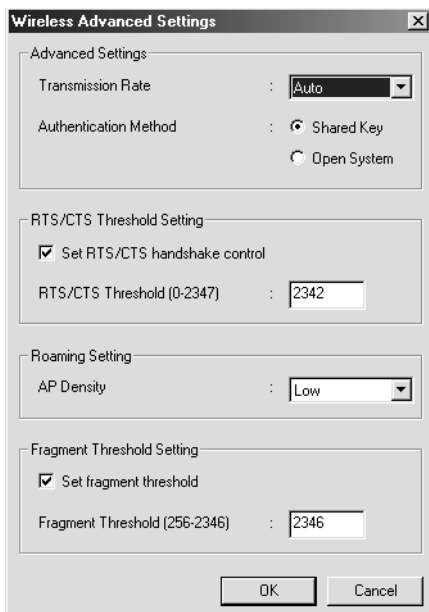 Wireless Advanced Settings
Advanced Settings
Transmission Rate : Auto
Authentication Method : Shared Key
Open System
RTS/CTS Threshold Setting
Set RTS/CTS handshake control
RTS/CTS Threshold (0-2347) : 2342
Roaming Setting
AP Density : Low
Fragment Threshold Setting
Set fragment threshold
Fragment Threshold (256-2346) : 2346
OK Cancel